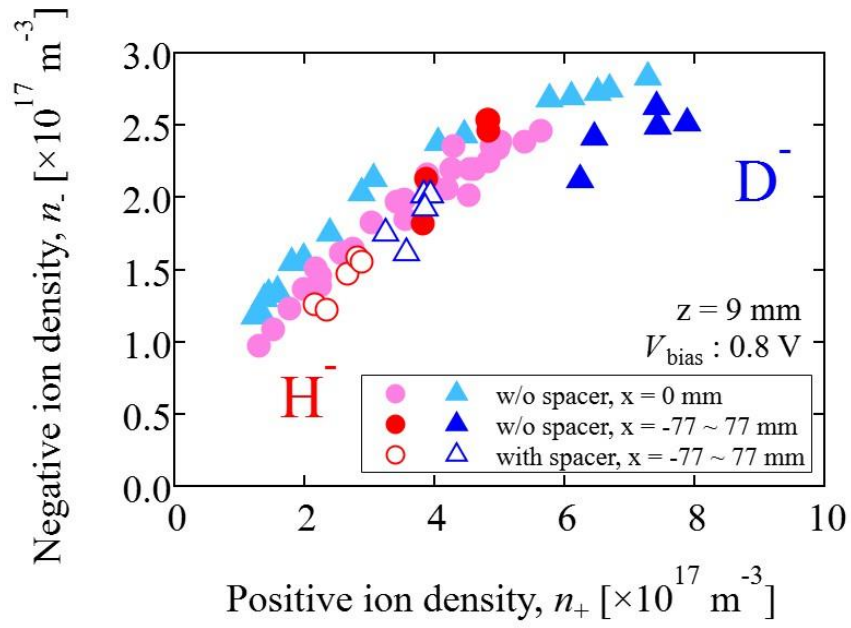 Negative ion density, n- [×10^17 m^-3]
3.0
2.5
2.0
1.5
1.0
0.5
0.0
D^-
z = 9 mm
V_bias : 0.8 V
H^-
w/o spacer, x = 0 mm
w/o spacer, x = -77 ~ 77 mm
with spacer, x = -77 ~ 77 mm
0 2 4 6 8 10
Positive ion density, n+ [×10^17 m^-3]